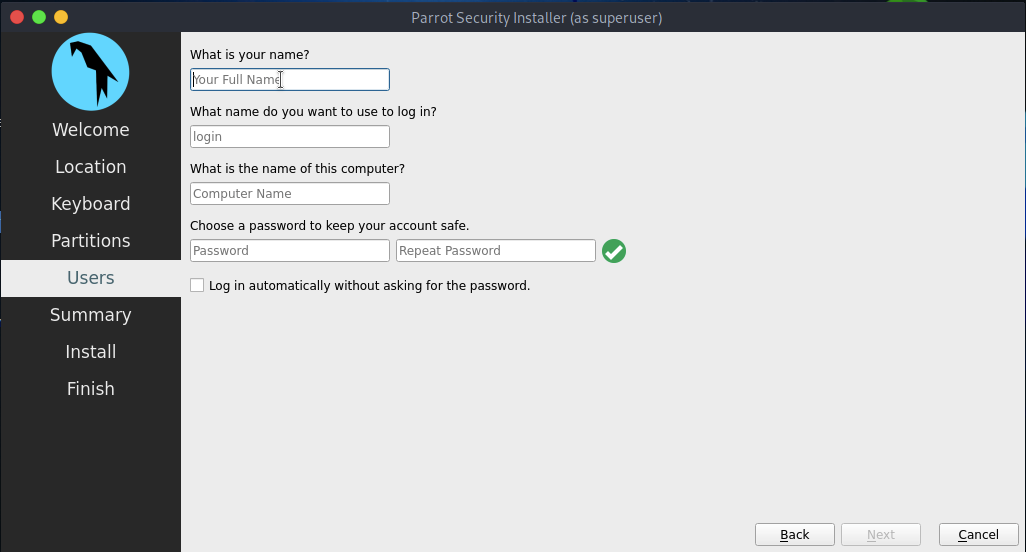 Parrot Security Installer (as superuser)
Welcome
Location
Keyboard
Partitions
Users
Summary
Install
Finish
What is your name?
Your Full Name
What name do you want to use to log in?
login
What is the name of this computer?
Computer Name
Choose a password to keep your account safe.
Password Repeat Password
Log in automatically without asking for the password.
Back Next Cancel